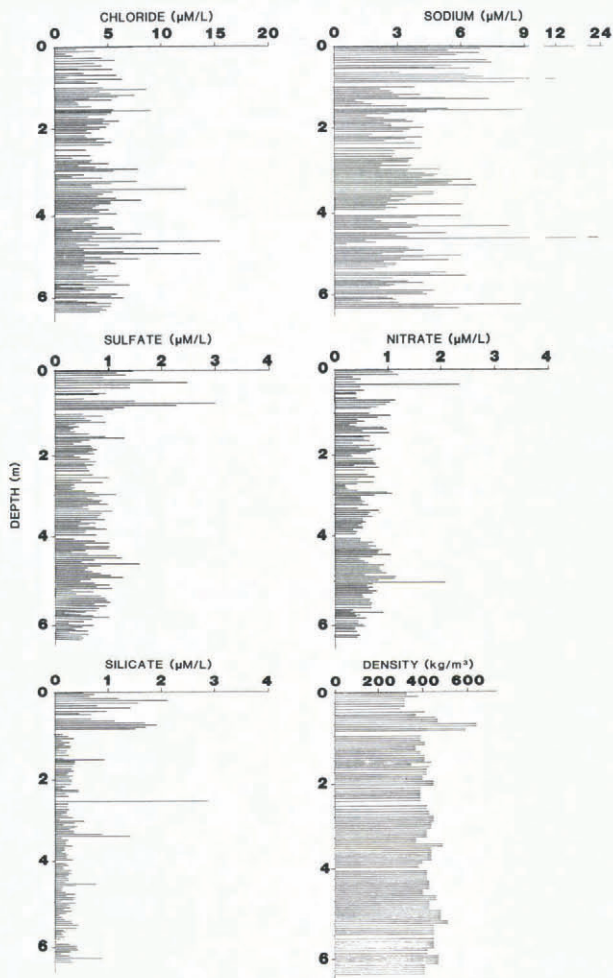 CHLORIDE (µM/L)
0 5 10 15 20
0
2
4
6
SODIUM (µM/L)
0 3 6 9 12 24
0
2
4
6
DEPTH (m)
SULFATE (µM/L)
0 1 2 3 4
0
2
4
6
NITRATE (µM/L)
0 1 2 3 4
0
2
4
6
SILICATE (µM/L)
0 1 2 3 4
0
2
4
6
DENSITY (kg/m³)
0 200 400 600
0
2
4
6